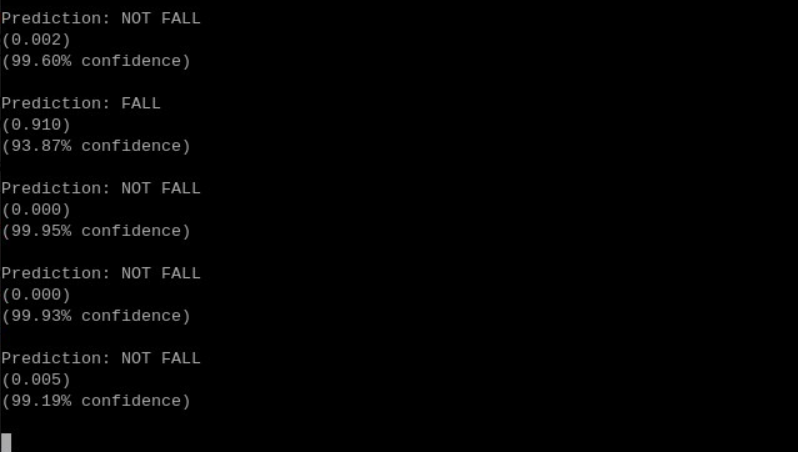 Prediction: NOT FALL
(0.002)
(99.60% confidence)
Prediction: FALL
(0.910)
(93.87% confidence)
Prediction: NOT FALL
(0.000)
(99.95% confidence)
Prediction: NOT FALL
(0.000)
(99.93% confidence)
Prediction: NOT FALL
(0.005)
(99.19% confidence)